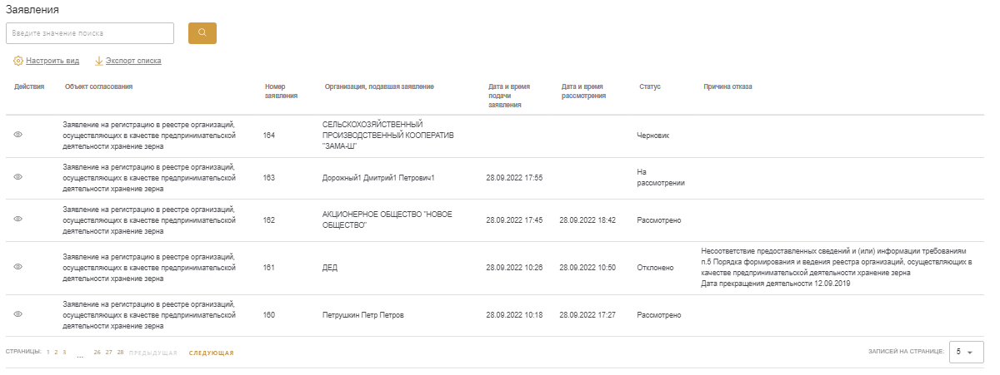 Заявления
Введите значение поиска
Настроить вид Экспорт списка
Действия Объект согласования Номер заявления Организация, подавшая заявление Дата и время подачи заявления Дата и время рассмотрения Статус Причина отказа
Заявление на регистрацию в реестре организаций,
осуществляющих в качестве предпринимательской
деятельности хранение зерна
164
СЕЛЬСКОХОЗЯЙСТВЕННЫЙ
ПРОИЗВОДСТВЕННЫЙ КООПЕРАТИВ
"ЗАМА-Ш"
Черновик
Заявление на регистрацию в реестре организаций,
осуществляющих в качестве предпринимательской
деятельности хранение зерна
163
Дорожный1 Дмитрий1 Петрович1
28.09.2022 17:55
На
рассмотрении
Заявление на регистрацию в реестре организаций,
осуществляющих в качестве предпринимательской
деятельности хранение зерна
162
АКЦИОНЕРНОЕ ОБЩЕСТВО "НОВОЕ
ОБЩЕСТВО"
28.09.2022 17:45
28.09.2022 18:42
Рассмотрено
Заявление на регистрацию в реестре организаций,
осуществляющих в качестве предпринимательской
деятельности хранение зерна
161
ДЕД
28.09.2022 10:26
28.09.2022 10:50
Отклонено
Несоответствие предоставленных сведений и (или) информации требованиям
п.5 Порядка формирования и ведения реестра организаций, осуществляющих в
качестве предпринимательской деятельности хранение зерна
Дата прекращения деятельности 12.09.2019
Заявление на регистрацию в реестре организаций,
осуществляющих в качестве предпринимательской
деятельности хранение зерна
160
Петрушкин Петр Петров
28.09.2022 10:18
28.09.2022 17:27
Рассмотрено
СТРАНИЦЫ: 1 2 3 ... 26 27 28 ПРЕДЫДУЩАЯ СЛЕДУЮЩАЯ
ЗАПИСЕЙ НА СТРАНИЦЕ: 5